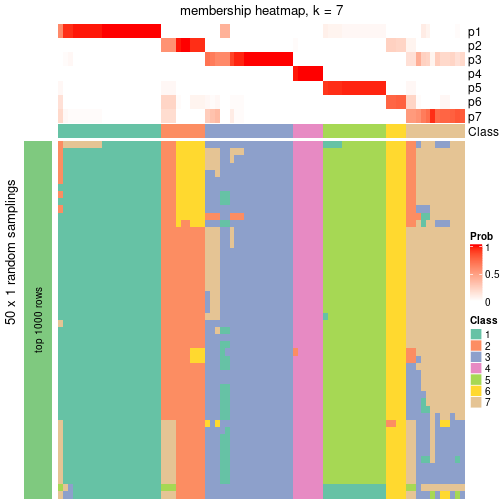 membership heatmap, k = 7
p1
p2
p3
p4
p5
p6
p7
Class
50 x 1 random samplings
top 1000 rows
Prob
1
0.5
0
Class
1
2
3
4
5
6
7